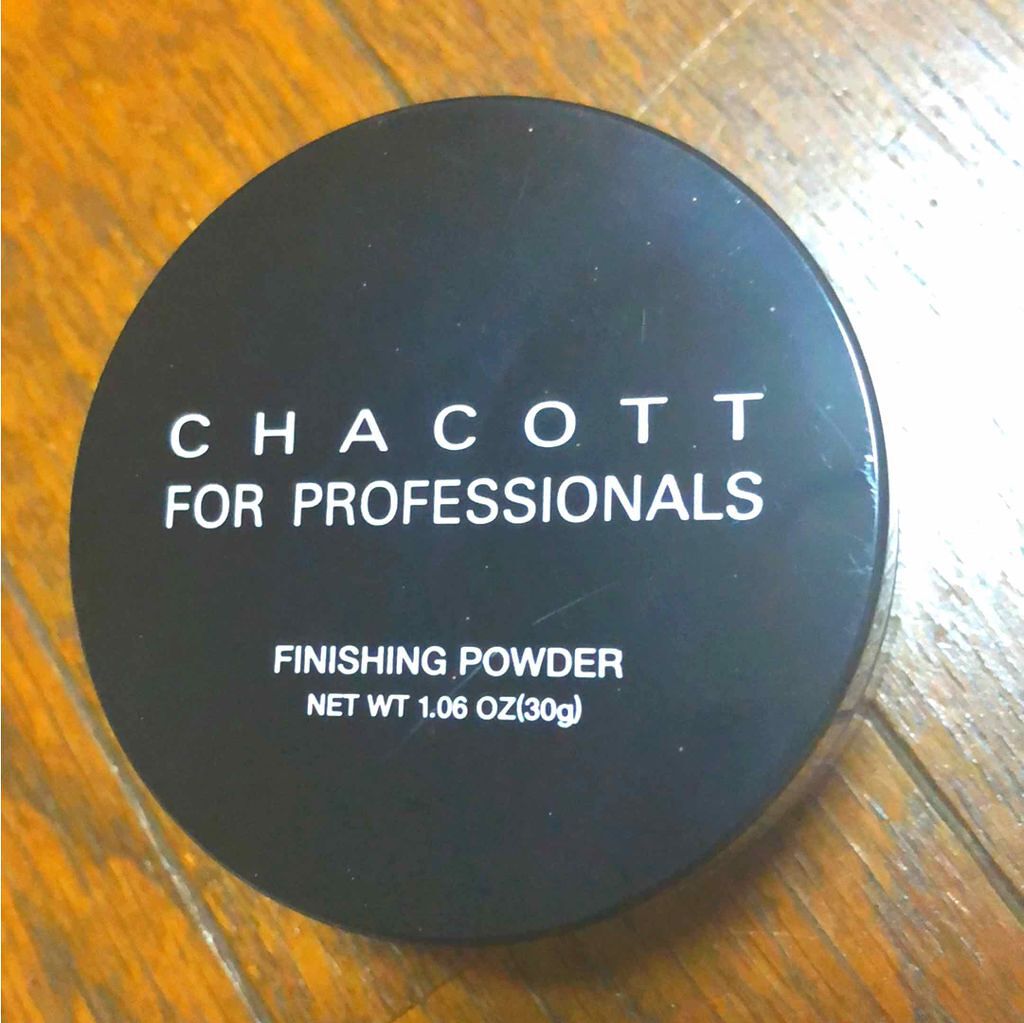 CHACOTT
FOR PROFESSIONALS
FINISHING POWDER
NET WT 1.06 OZ(30g)